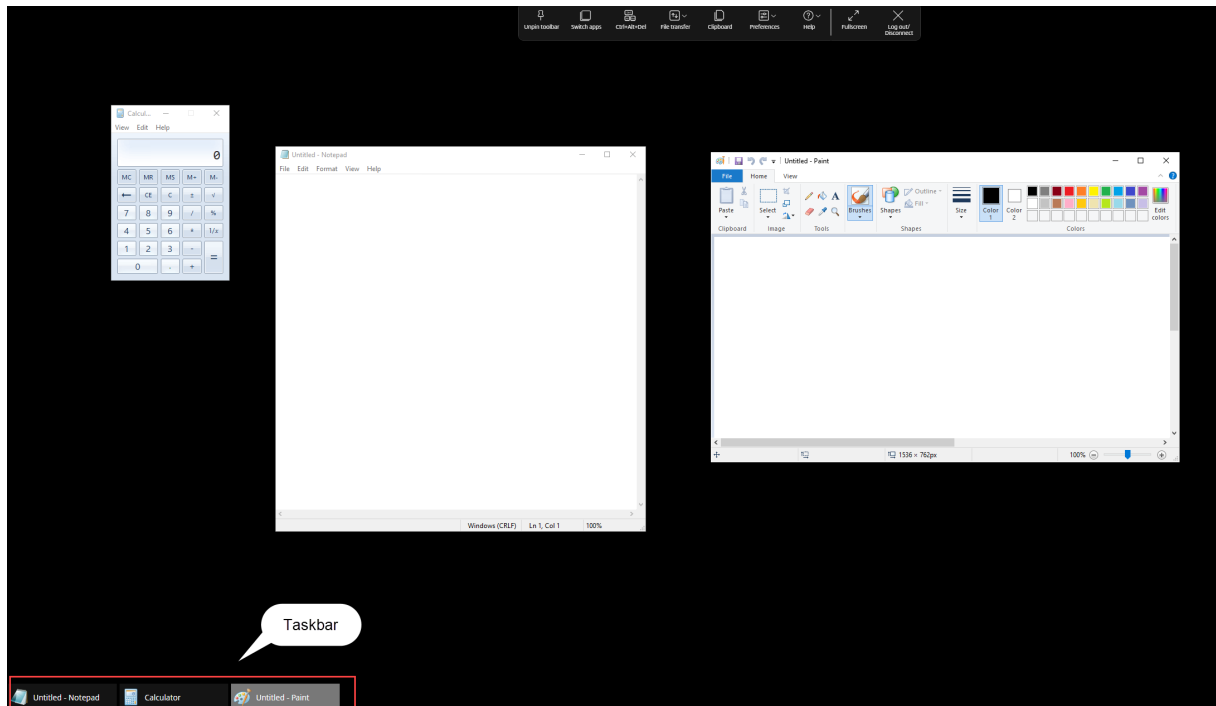 Unpin toolbar Switch apps Ctrl+Alt+Del File transfer Clipboard Preferences Help Fullscreen Log out/
Disconnect
Calcul...
View Edit Help
0
MC MR MS M+ M-
← CE C ± √
7 8 9 / %
4 5 6 * 1/x
1 2 3 - =
0 . +
Untitled - Notepad
File Edit Format View Help
Windows (CRLF) Ln 1, Col 1 100%
Untitled - Paint
File Home View
Outline
Fill
Paste Select Brushes Shapes Size Color Color Edit
1 2 colors
Clipboard Image Tools Shapes Colors
1536 × 762px 100%
Taskbar
Untitled - Notepad Calculator Untitled - Paint